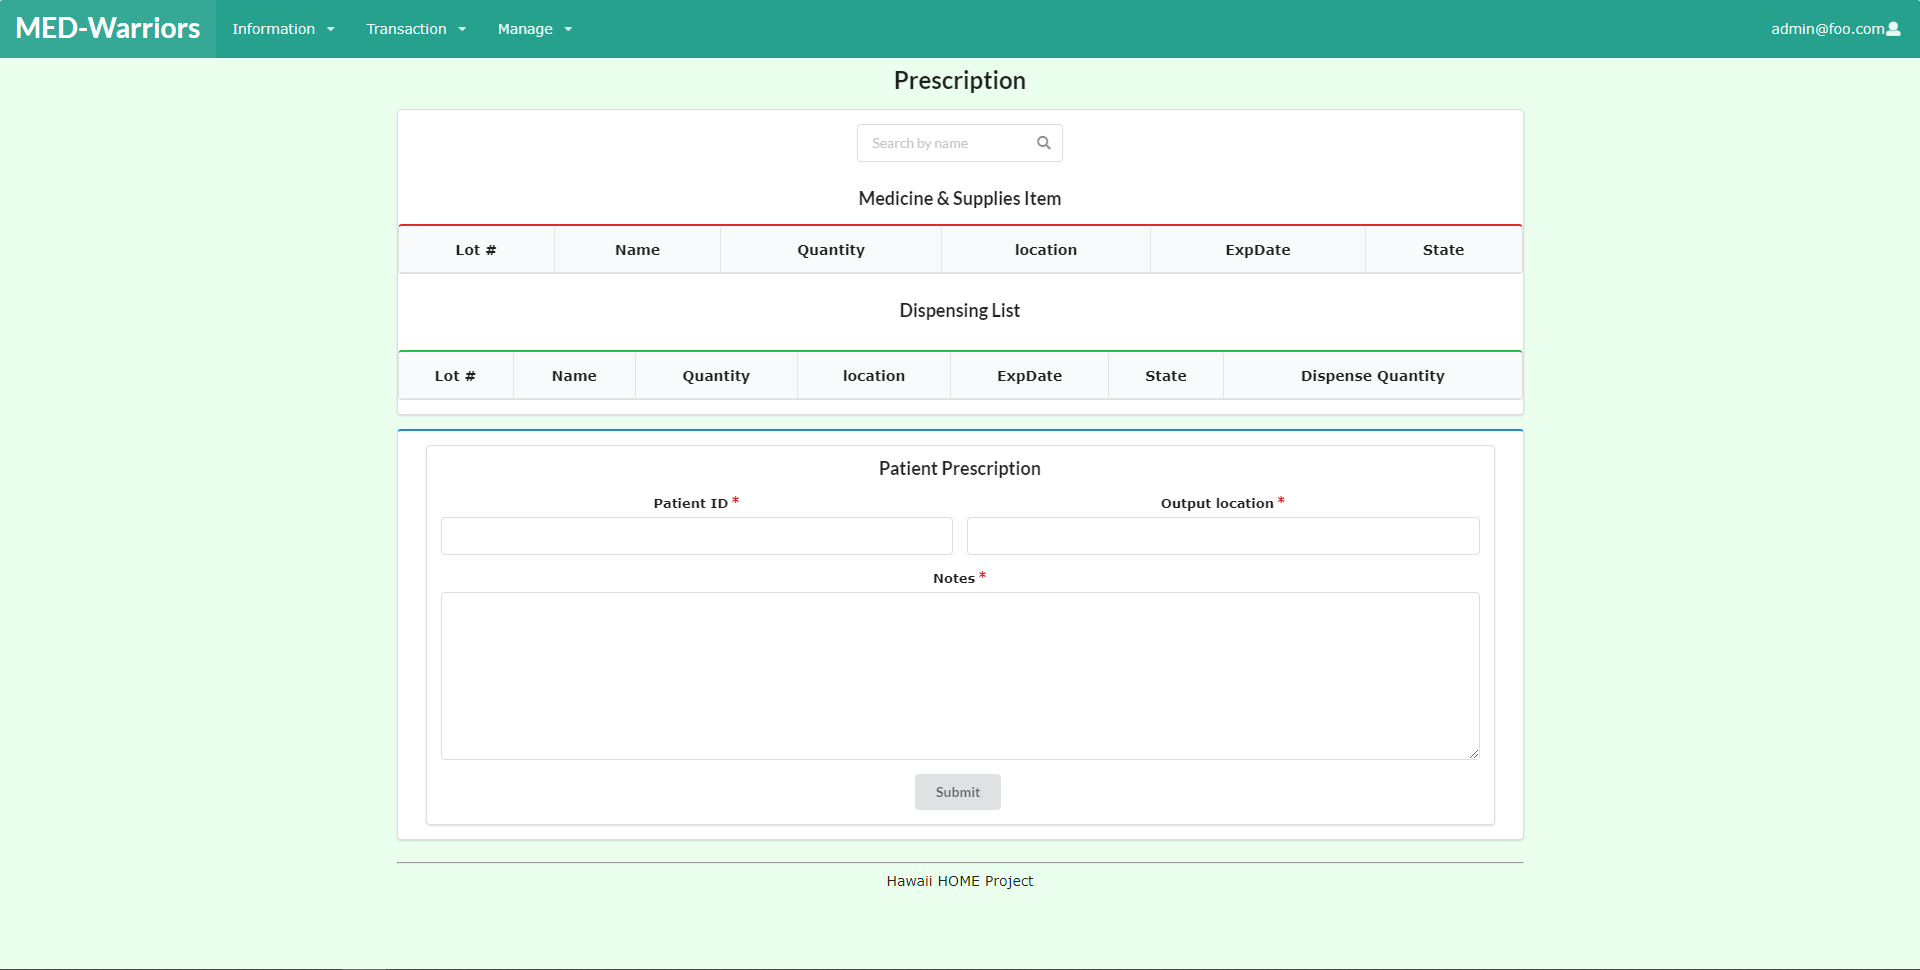 MED-Warriors Information Transaction Manage admin@foo.com
Prescription
Search by name
Medicine & Supplies Item
Lot # Name Quantity location ExpDate State
Dispensing List
Lot # Name Quantity location ExpDate State Dispense Quantity
Patient Prescription
Patient ID * Output location *
Notes *
Submit
Hawaii HOME Project